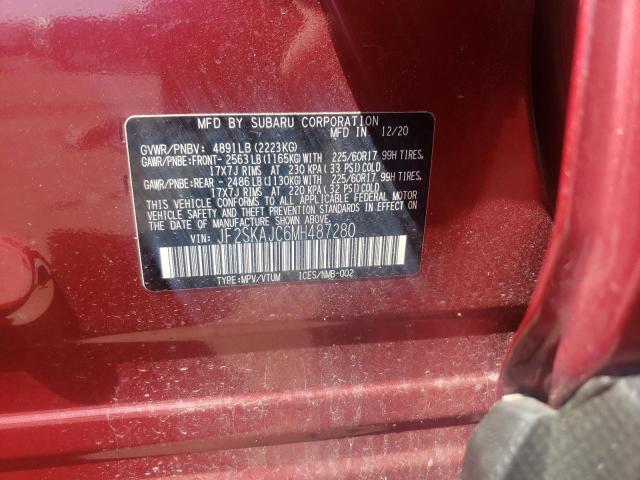 MFD BY SUBARU CORPORATION
MFD IN 12/20
GVWR/PNBV: 4891LB(2223KG)
GAWR/PNBE:FRONT-2563LB(1165KG)WITH 225/60R17 99H TIRES,
17X7J RIMS AT 230 KPA(33 PSI)COLD
GAWR/PNBE:REAR -2486LB(1130KG)WITH 225/60R17 99H TIRES,
17X7J RIMS AT 220 KPA(32 PSI)COLD
THIS VEHICLE CONFORMS TO ALL APPLICABLE FEDERAL MOTOR
VEHICLE SAFETY AND THEFT PREVENTION STANDARDS IN EFFECT
ON THE DATE OF MANUFACTURE SHOWN ABOVE.
VIN: JF2SKAJC6MH487280
TYPE:MPV/VTUM ICES/NMB-002